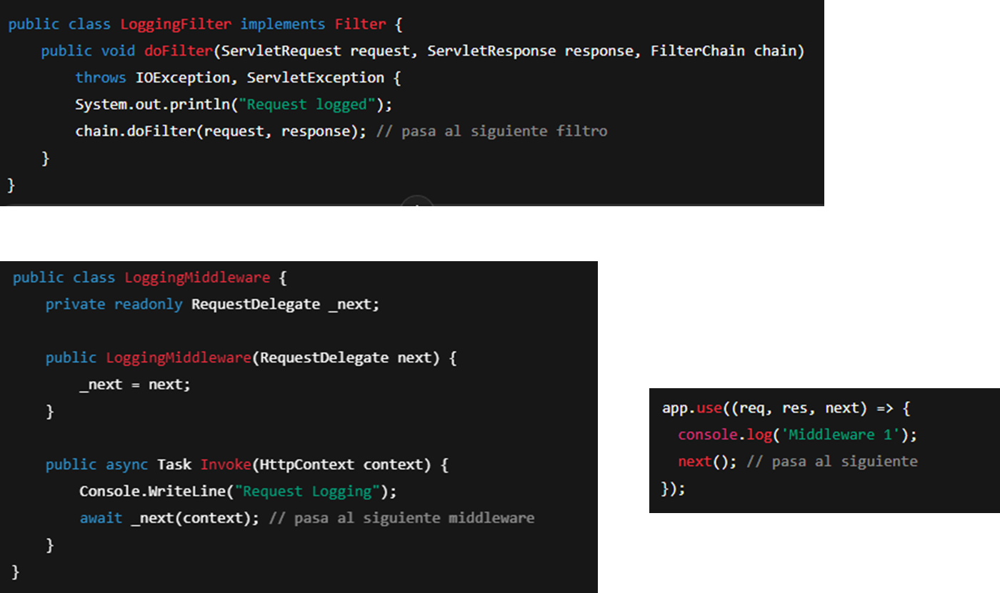 public class LoggingFilter implements Filter {
    public void doFilter(ServletRequest request, ServletResponse response, FilterChain chain)
        throws IOException, ServletException {
        System.out.println("Request logged");
        chain.doFilter(request, response); // pasa al siguiente filtro
    }
}
public class LoggingMiddleware {
    private readonly RequestDelegate _next;
    public LoggingMiddleware(RequestDelegate next) {
        _next = next;
    }
    public async Task Invoke(HttpContext context) {
        Console.WriteLine("Request Logging");
        await _next(context); // pasa al siguiente middleware
    }
}
app.use((req, res, next) => {
  console.log('Middleware 1');
  next(); // pasa al siguiente
});